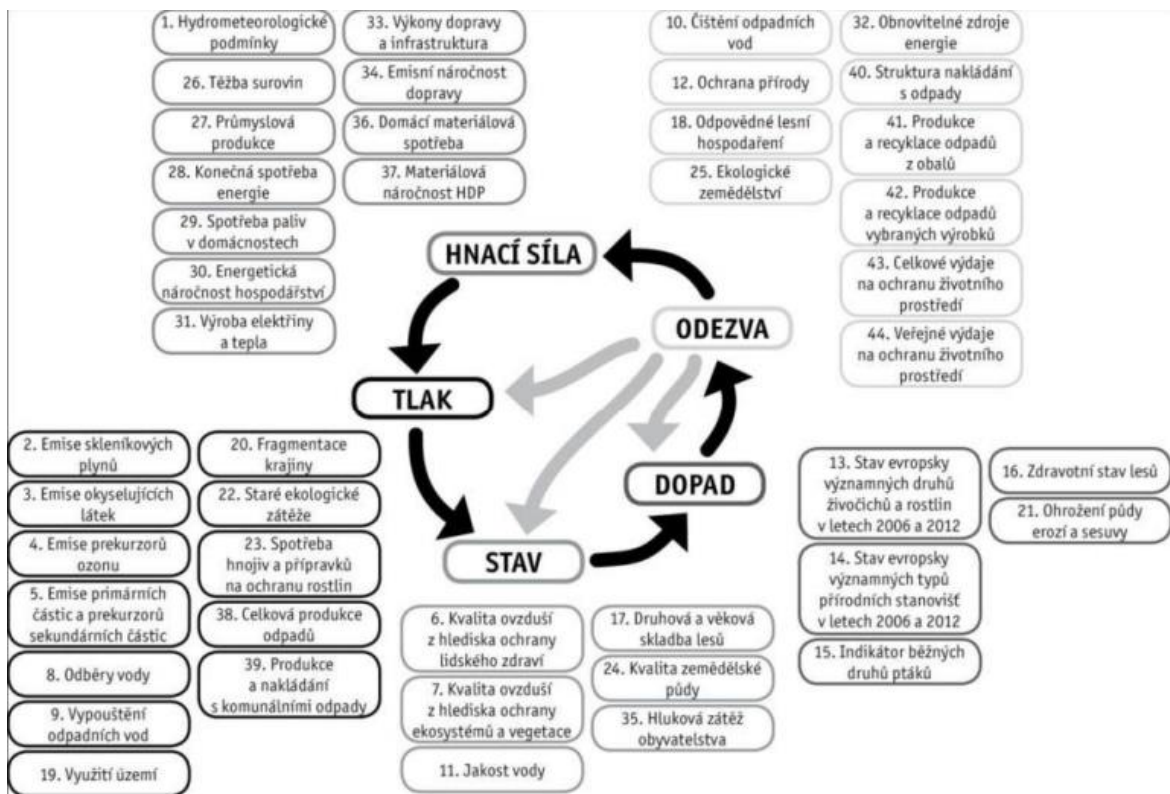 1. Hydrometeorologické
podmínky
26. Těžba surovin
27. Průmyslová
produkce
28. Konečná spotřeba
energie
29. Spotřeba paliv
v domácnostech
30. Energetická
náročnost hospodářství
31. Výroba elektřiny
a tepla
33. Výkony dopravy
a infrastruktura
34. Emisní náročnost
dopravy
36. Domácí materiálová
spotřeba
37. Materiálová
náročnost HDP
10. Čištění odpadních
vod
12. Ochrana přírody
18. Odpovědné lesní
hospodaření
25. Ekologické
zemědělství
32. Obnovitelné zdroje
energie
40. Struktura nakládání
s odpady
41. Produkce
a recyklace odpadů
z obalů
42. Produkce
a recyklace odpadů
vybraných výrobků
43. Celkové výdaje
na ochranu životního
prostředí
44. Veřejné výdaje
na ochranu životního
prostředí
HNACÍ SÍLA
ODEZVA
TLAK
DOPAD
STAV
2. Emise skleníkových
plynů
3. Emise okyselujících
látek
4. Emise prekurzorů
ozonu
5. Emise primárních
částic a prekurzorů
sekundárních částic
8. Odběry vody
9. Vypouštění
odpadních vod
19. Využití území
20. Fragmentace
krajiny
22. Staré ekologické
zátěže
23. Spotřeba
hnojiv a přípravků
na ochranu rostlin
38. Celková produkce
odpadů
39. Produkce
a nakládání
s komunálními odpady
6. Kvalita ovzduší
z hlediska ochrany
lidského zdraví
7. Kvalita ovzduší
z hlediska ochrany
ekosystémů a vegetace
11. Jakost vody
17. Druhová a věková
skladba lesů
24. Kvalita zemědělské
půdy
35. Hluková zátěž
obyvatelstva
13. Stav evropsky
významných druhů
živočichů a rostlin
v letech 2006 a 2012
14. Stav evropsky
významných typů
přírodních stanovišť
v letech 2006 a 2012
15. Indikátor běžných
druhů ptáků
16. Zdravotní stav lesů
21. Ohrožení půdy
erozí a sesuvy